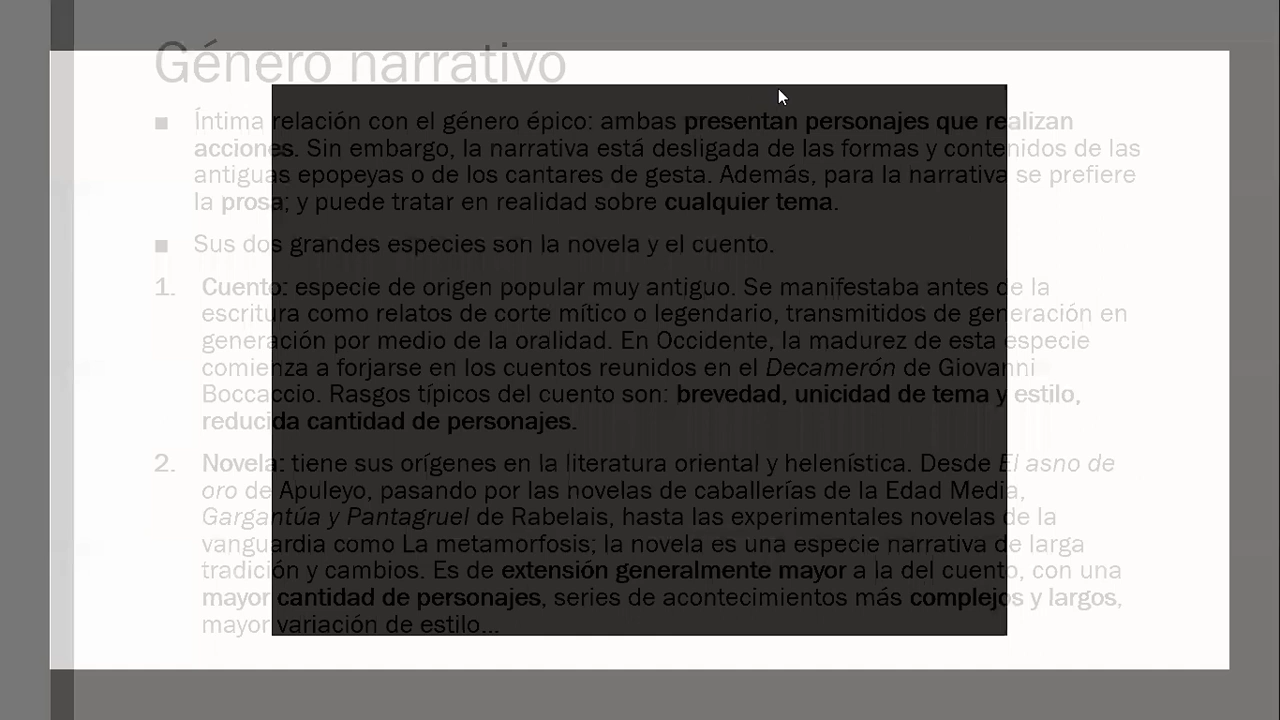 Género narrativo
▪ Íntima relación con el género épico: ambas presentan personajes que realizan
acciones. Sin embargo, la narrativa está desligada de las formas y contenidos de las
antiguas epopeyas o de los cantares de gesta. Además, para la narrativa se prefiere
la prosa; y puede tratar en realidad sobre cualquier tema.
▪ Sus dos grandes especies son la novela y el cuento.
1. Cuento: especie de origen popular muy antiguo. Se manifestaba antes de la
escritura como relatos de corte mítico o legendario, transmitidos de generación en
generación por medio de la oralidad. En Occidente, la madurez de esta especie
comienza a forjarse en los cuentos reunidos en el Decamerón de Giovanni
Boccaccio. Rasgos típicos del cuento son: brevedad, unicidad de tema y estilo,
reducida cantidad de personajes.
2. Novela: tiene sus orígenes en la literatura oriental y helenística. Desde El asno de
oro de Apuleyo, pasando por las novelas de caballerías de la Edad Media,
Gargantúa y Pantagruel de Rabelais, hasta las experimentales novelas de la
vanguardia como La metamorfosis; la novela es una especie narrativa de larga
tradición y cambios. Es de extensión generalmente mayor a la del cuento, con una
mayor cantidad de personajes, series de acontecimientos más complejos y largos,
mayor variación de estilo...